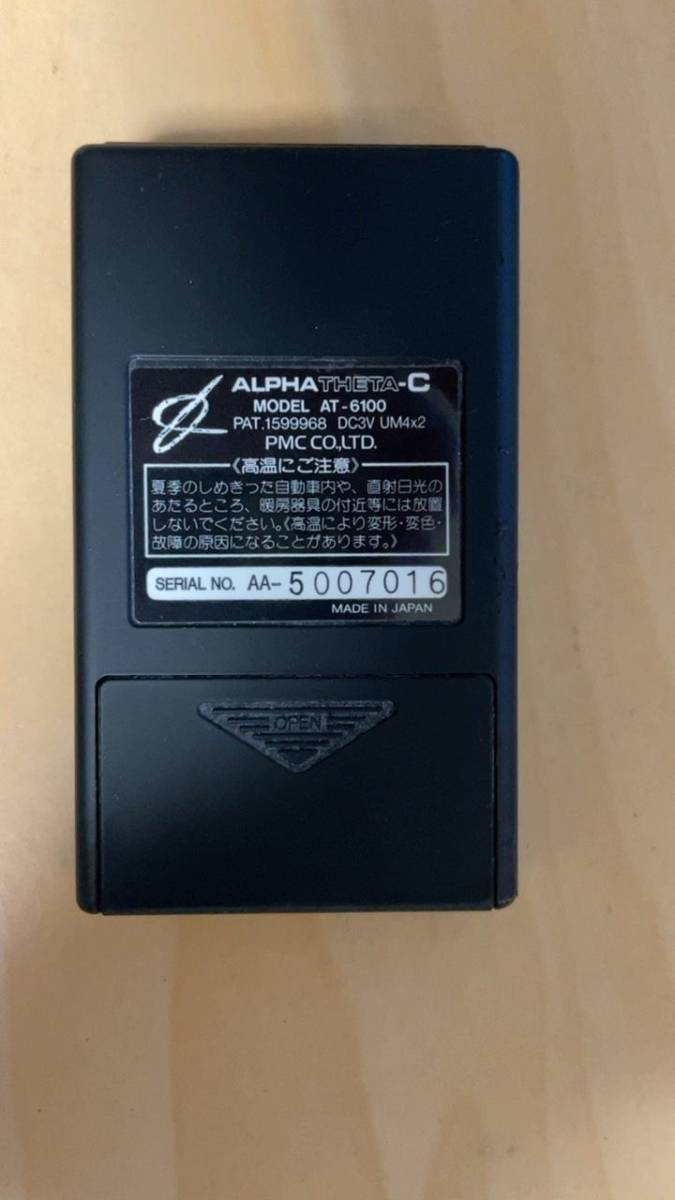 ALPHATHETA-C
MODEL AT-6100
PAT.1599968 DC3V UM4x2
PMC CO.,LTD.
《高温にご注意》
夏季のしめきった自動車内や、直射日光の
あたるところ、暖房器具の付近等には放置
しないでください。《高温により変形・変色・
故障の原因になることがあります。》
SERIAL NO. AA-5007016
MADE IN JAPAN
OPEN